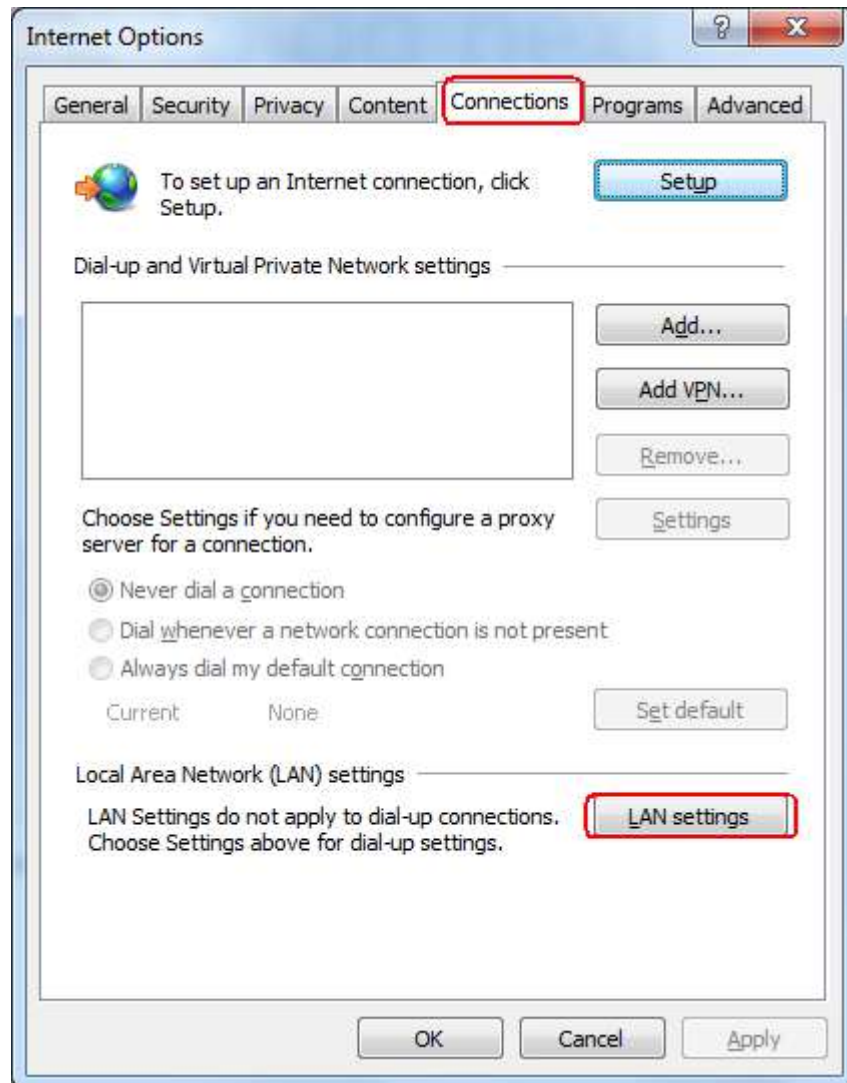 Internet Options
General Security Privacy Content Connections Programs Advanced
To set up an Internet connection, click
Setup.
Setup
Dial-up and Virtual Private Network settings
Add...
Add VPN...
Remove...
Choose Settings if you need to configure a proxy
server for a connection.
Settings
Never dial a connection
Dial whenever a network connection is not present
Always dial my default connection
Current None
Set default
Local Area Network (LAN) settings
LAN Settings do not apply to dial-up connections.
Choose Settings above for dial-up settings.
LAN settings
OK Cancel Apply